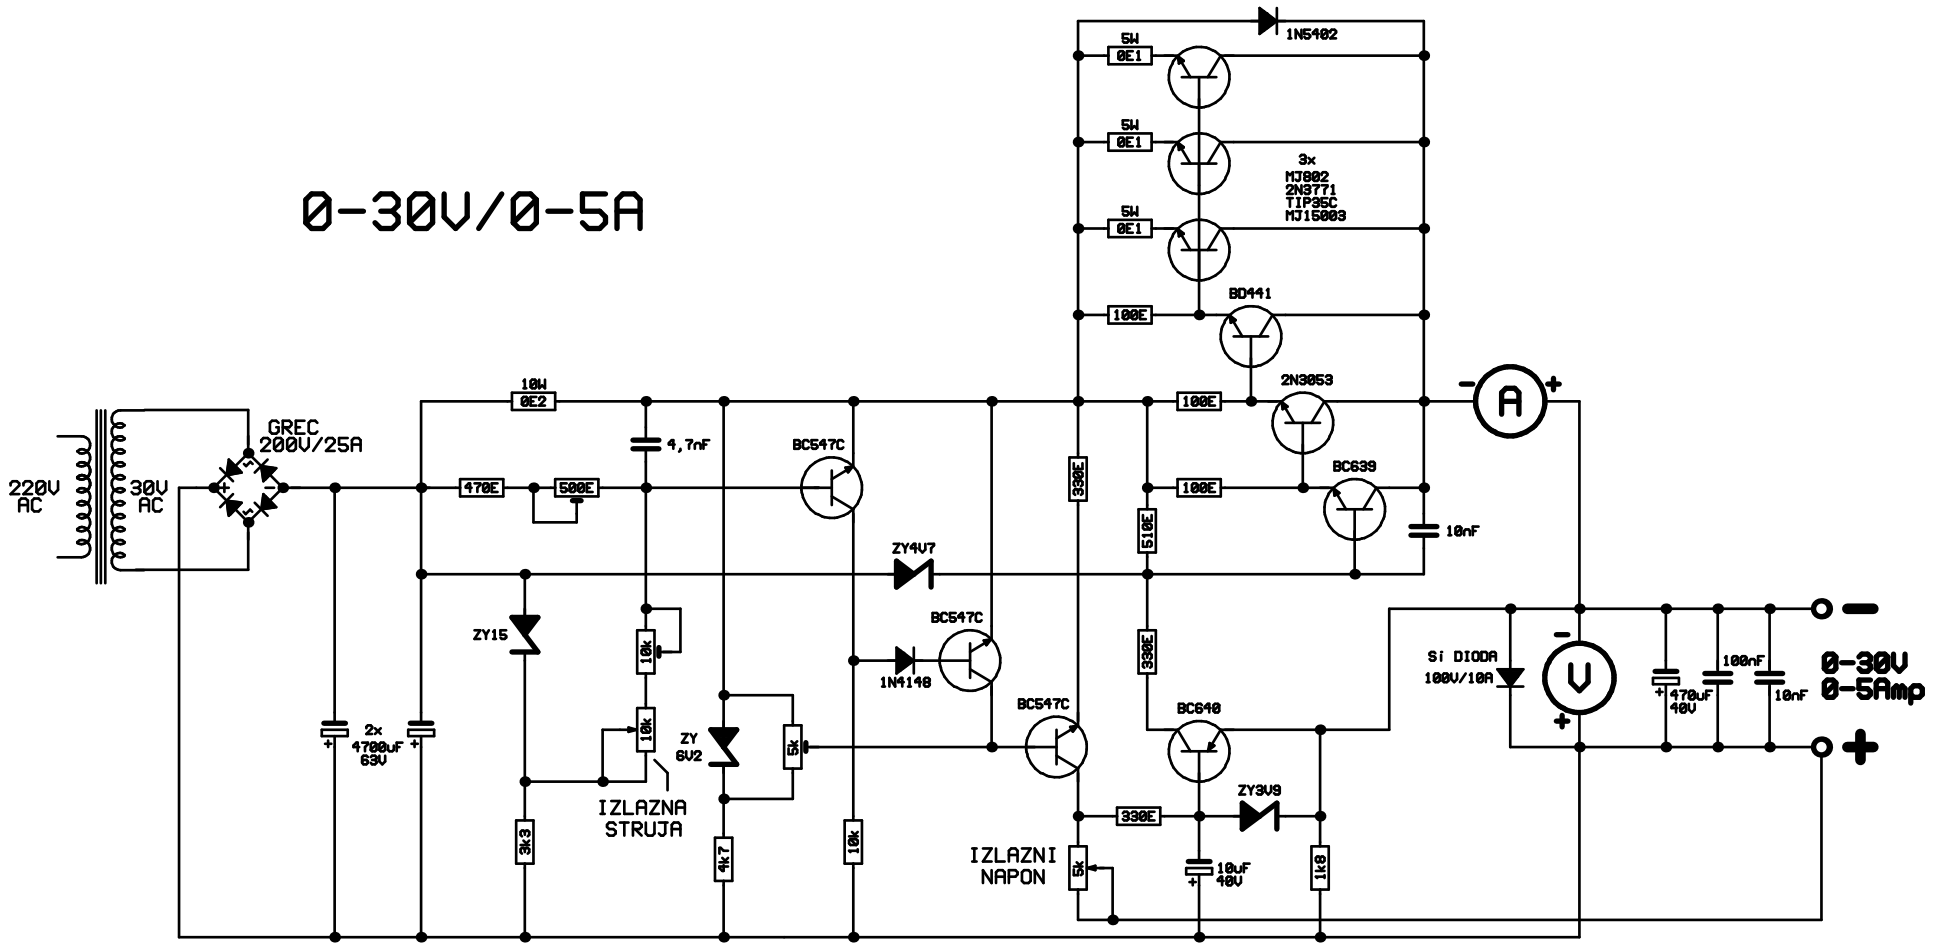 1N5402
5W
0E1
5W
0E1
3x
MJ802
2N3771
TIP35C
MJ15003
0-30V/0-5A
5W
0E1
BD441
100E
2N3053
10W
0E2
100E
- A +
GREC
200V/25A
4,7nF
BC547C
BC639
330E
220V
AC
30V
AC
+ -
~
~
470E
500E
100E
510E
10nF
ZY4V7
ZY15
BC547C
10k
1N4148
330E
Si DIODA
100V/10A
-
V
+
100nF
470uF
40V
+
10nF
-
0-30V
0-5Amp
+
BC547C
BC640
10k
ZY
6V2
5k
2x
4700uF
63V
+
+
IZLAZNA
STRUJA
330E
ZY3V9
3k3
4k7
10k
IZLAZNI
NAPON
5k
10uF
40V
+
1k8